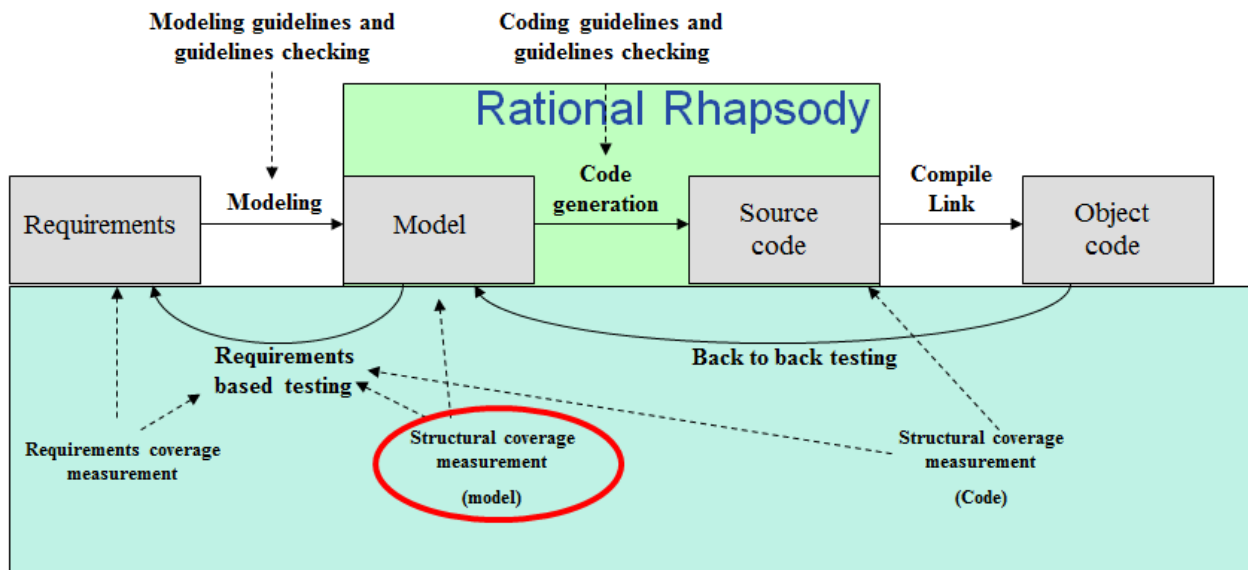 Modeling guidelines and
guidelines checking
Coding guidelines and
guidelines checking
Rational Rhapsody
Requirements
Modeling
Model
Code
generation
Source
code
Compile
Link
Object
code
Requirements
based testing
Back to back testing
Requirements coverage
measurement
Structural coverage
measurement
(model)
Structural coverage
measurement
(Code)